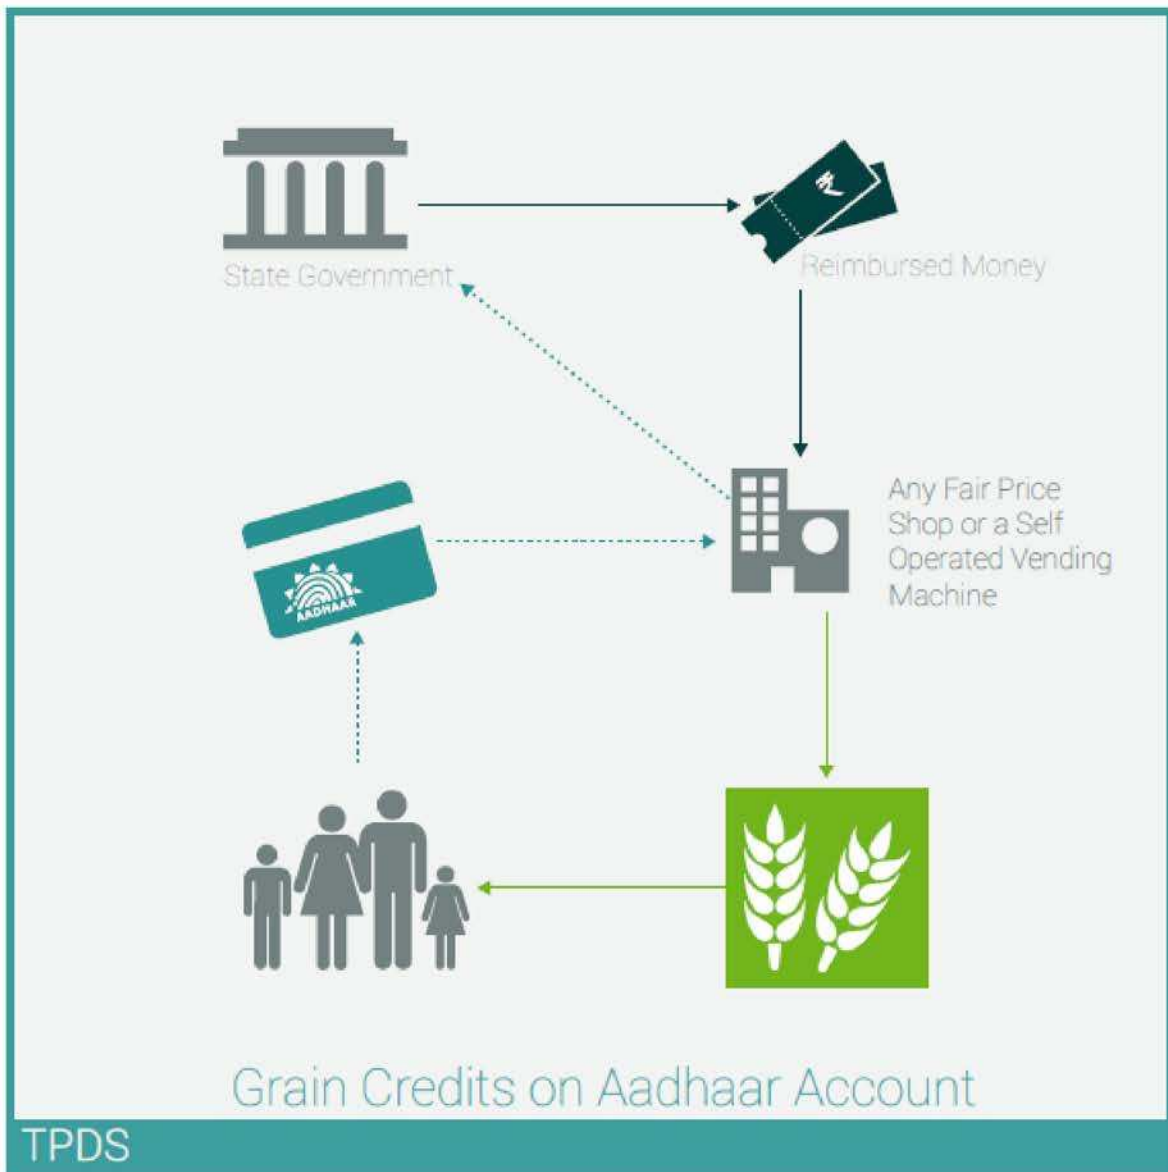 State Government
Reimbursed Money
Any Fair Price
Shop or a Self
Operated Vending
Machine
AADHAAR
Grain Credits on Aadhaar Account
TPDS